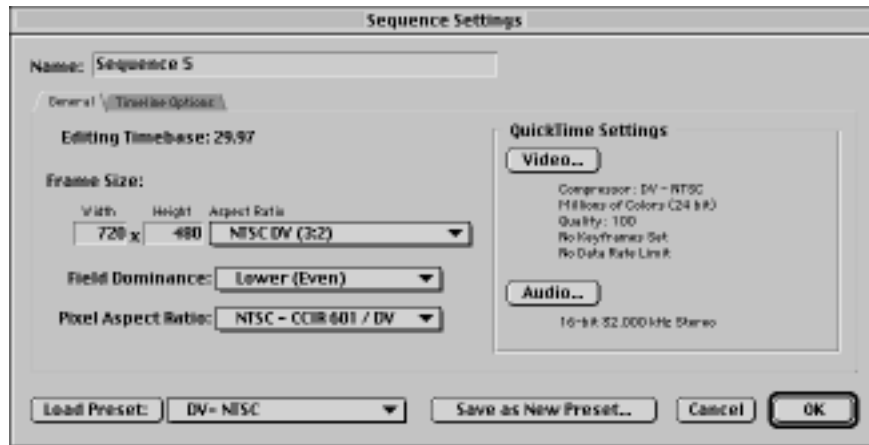 Sequence Settings
Name: Sequence 5
General Timeline Options
Editing Timebase: 29.97
Frame Size:
Width Height Aspect Ratio
720 x 480 NTSC DV (3:2)
Field Dominance: Lower (Even)
Pixel Aspect Ratio: NTSC - CCIR 601 / DV
QuickTime Settings
Video...
Compressor: DV - NTSC
Millions of Colors (24 bit)
Quality: 100
No Keyframes Set
No Data Rate Limit
Audio...
16-bit 32.000 kHz Stereo
Load Preset: DV- NTSC
Save as New Preset... Cancel OK